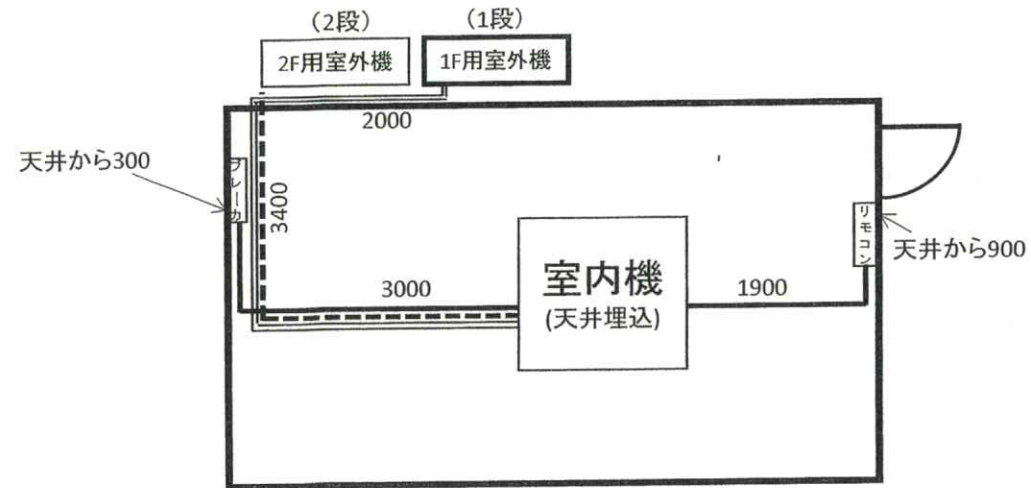 （2段）
（1段）
2F用室外機
1F用室外機
2000
天井から300
ブレーカ
3400
リモコン
天井から900
室内機
(天井埋込)
3000
1900